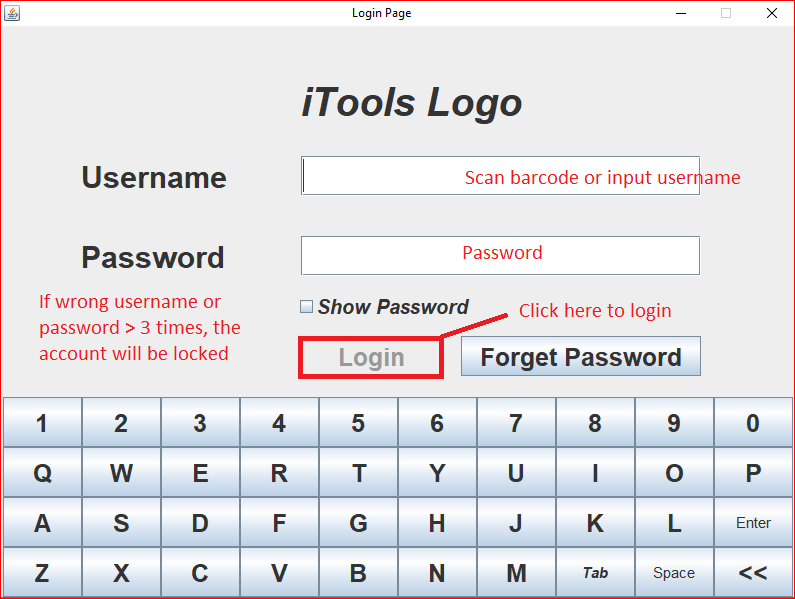 Login Page
iTools Logo
Username
Scan barcode or input username
Password
Password
If wrong username or
password > 3 times, the
account will be locked
Show Password
Click here to login
Login
Forget Password
1 2 3 4 5 6 7 8 9 0
Q W E R T Y U I O P
A S D F G H J K L Enter
Z X C V B N M Tab Space <<